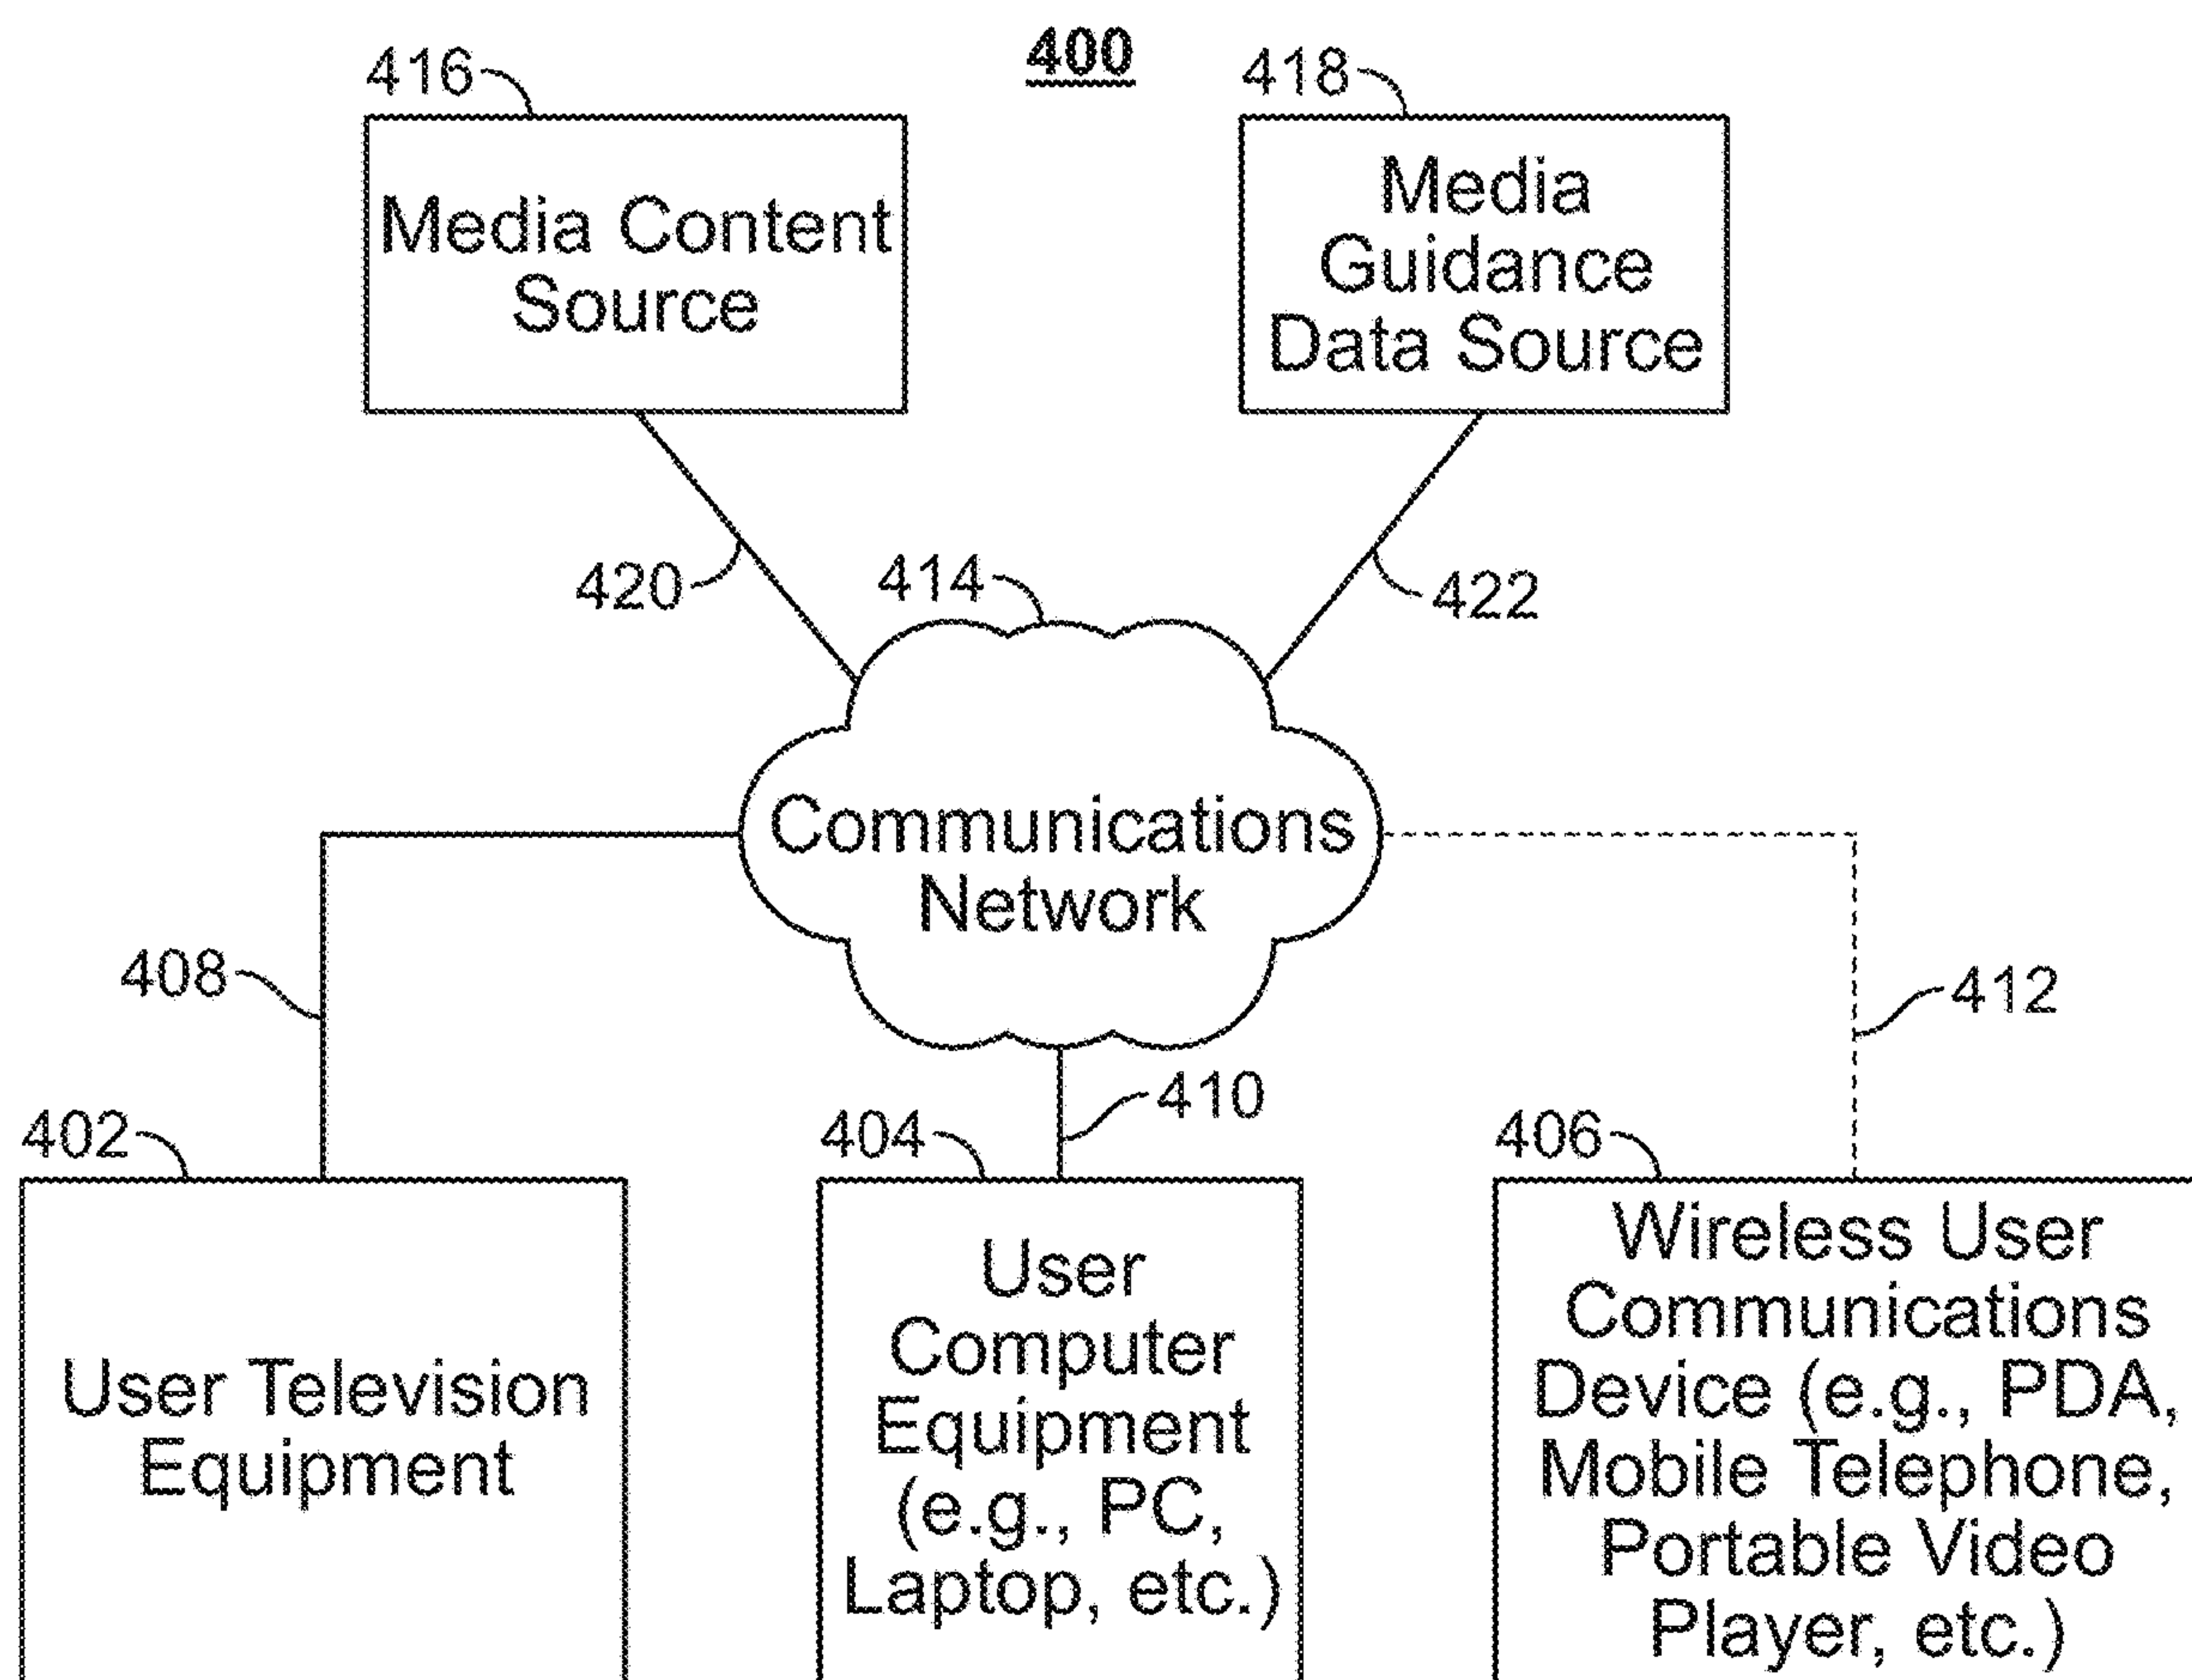 400
416
418
Media Content
Source
Media
Guidance
Data Source
420
414
422
Communications
Network
408
412
410
402
404
406
User Television
Equipment
User
Computer
Equipment
(e.g., PC,
Laptop, etc.)
Wireless User
Communications
Device (e.g., PDA,
Mobile Telephone,
Portable Video
Player, etc.)